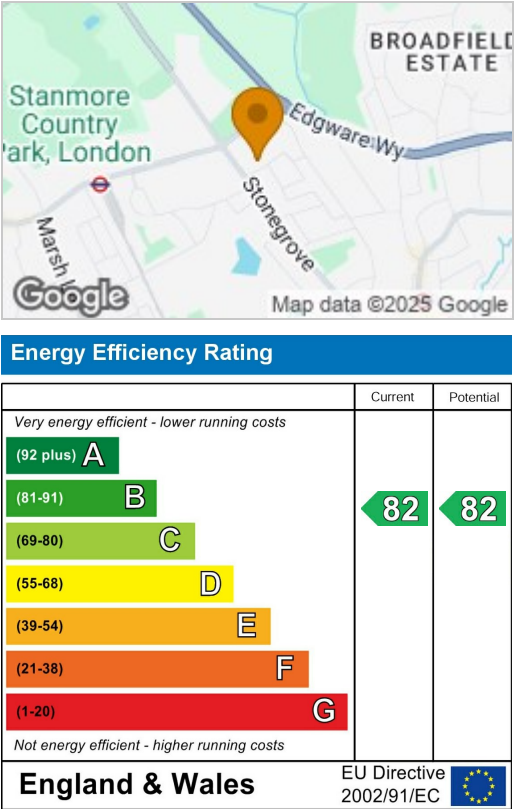 BROADFIELD
ESTATE
Stanmore
Country
Park, London
Edgware Wy
Stonegrove
Marsh L
Google
Map data ©2025 Google
Energy Efficiency Rating
Current Potential
Very energy efficient - lower running costs
(92 plus) A
(81-91) B 82 82
(69-80) C
(55-68) D
(39-54) E
(21-38) F
(1-20) G
Not energy efficient - higher running costs
England & Wales
EU Directive
2002/91/EC